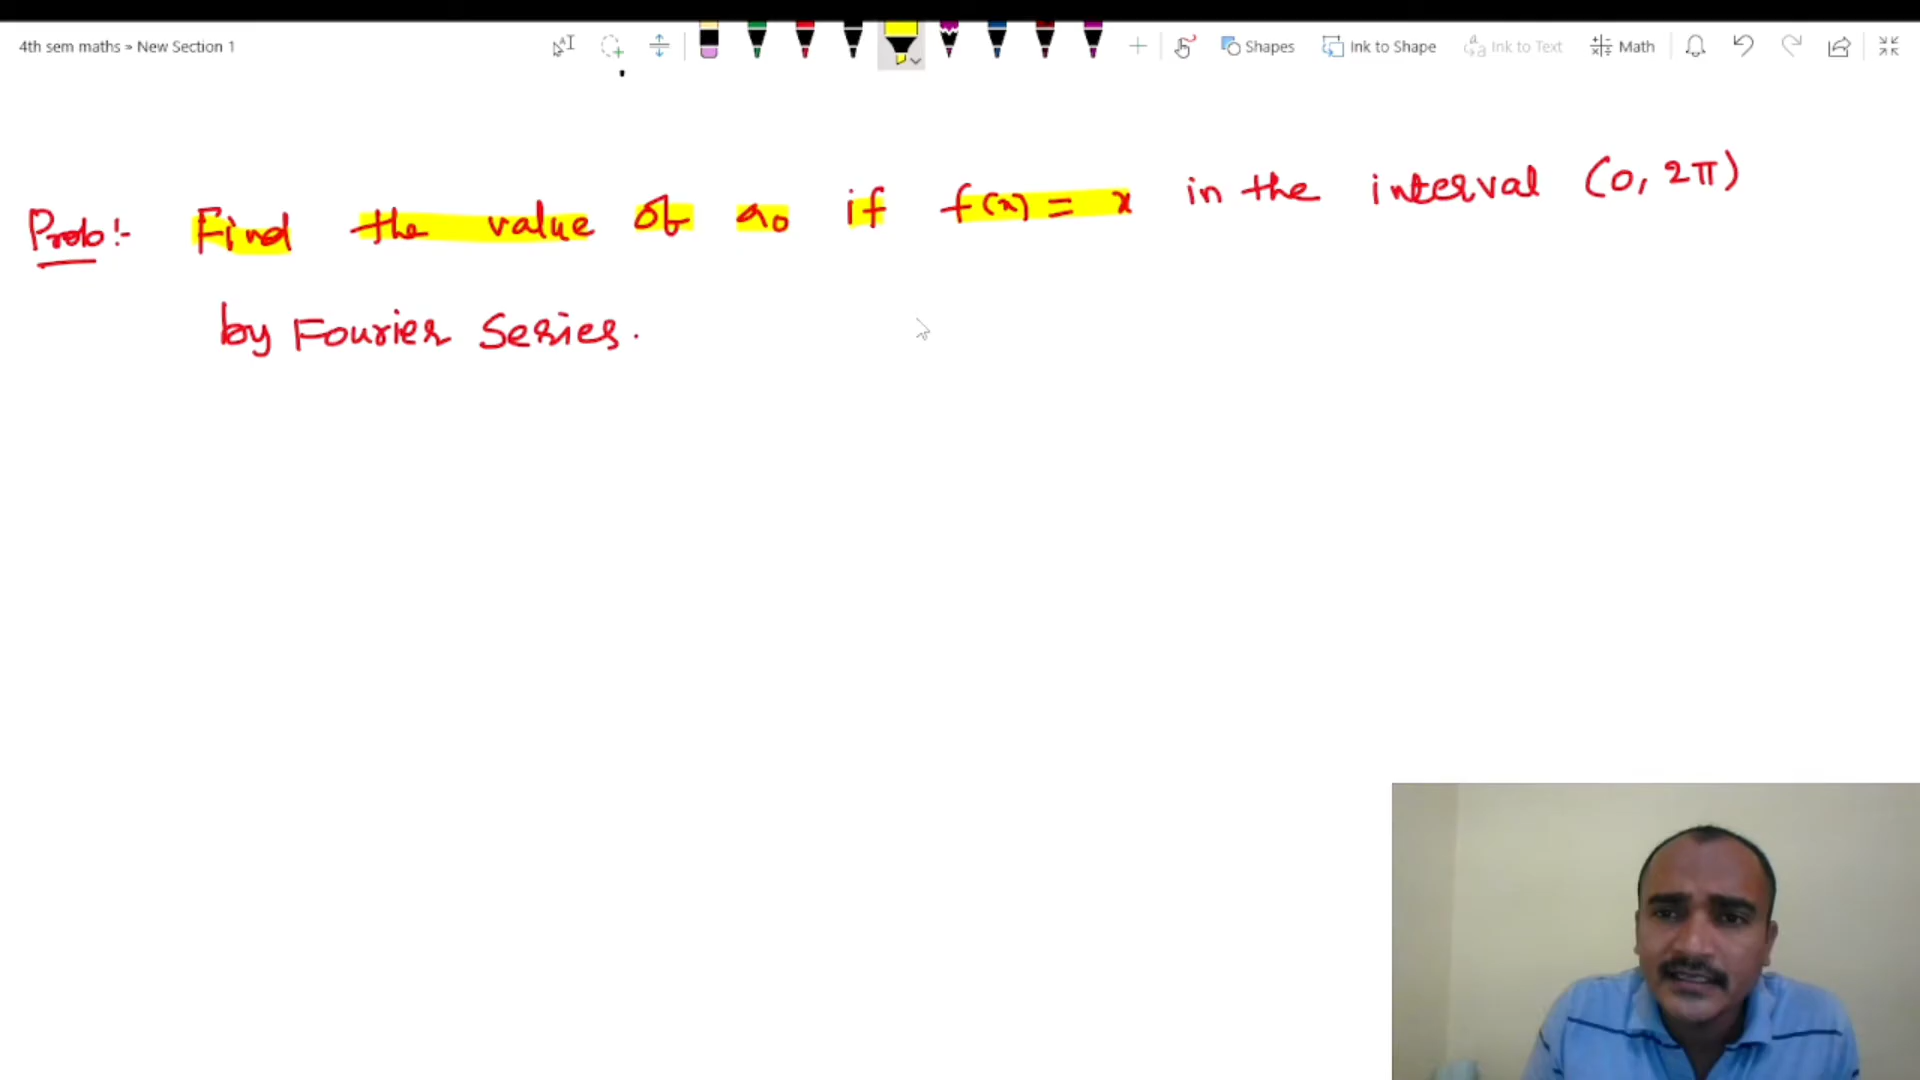 4th sem maths » New Section 1
Shapes Ink to Shape Ink to Text Math
Prob:- Find the value of a₀ if f(x) = x in the interval (0, 2π)
by Fourier Series.